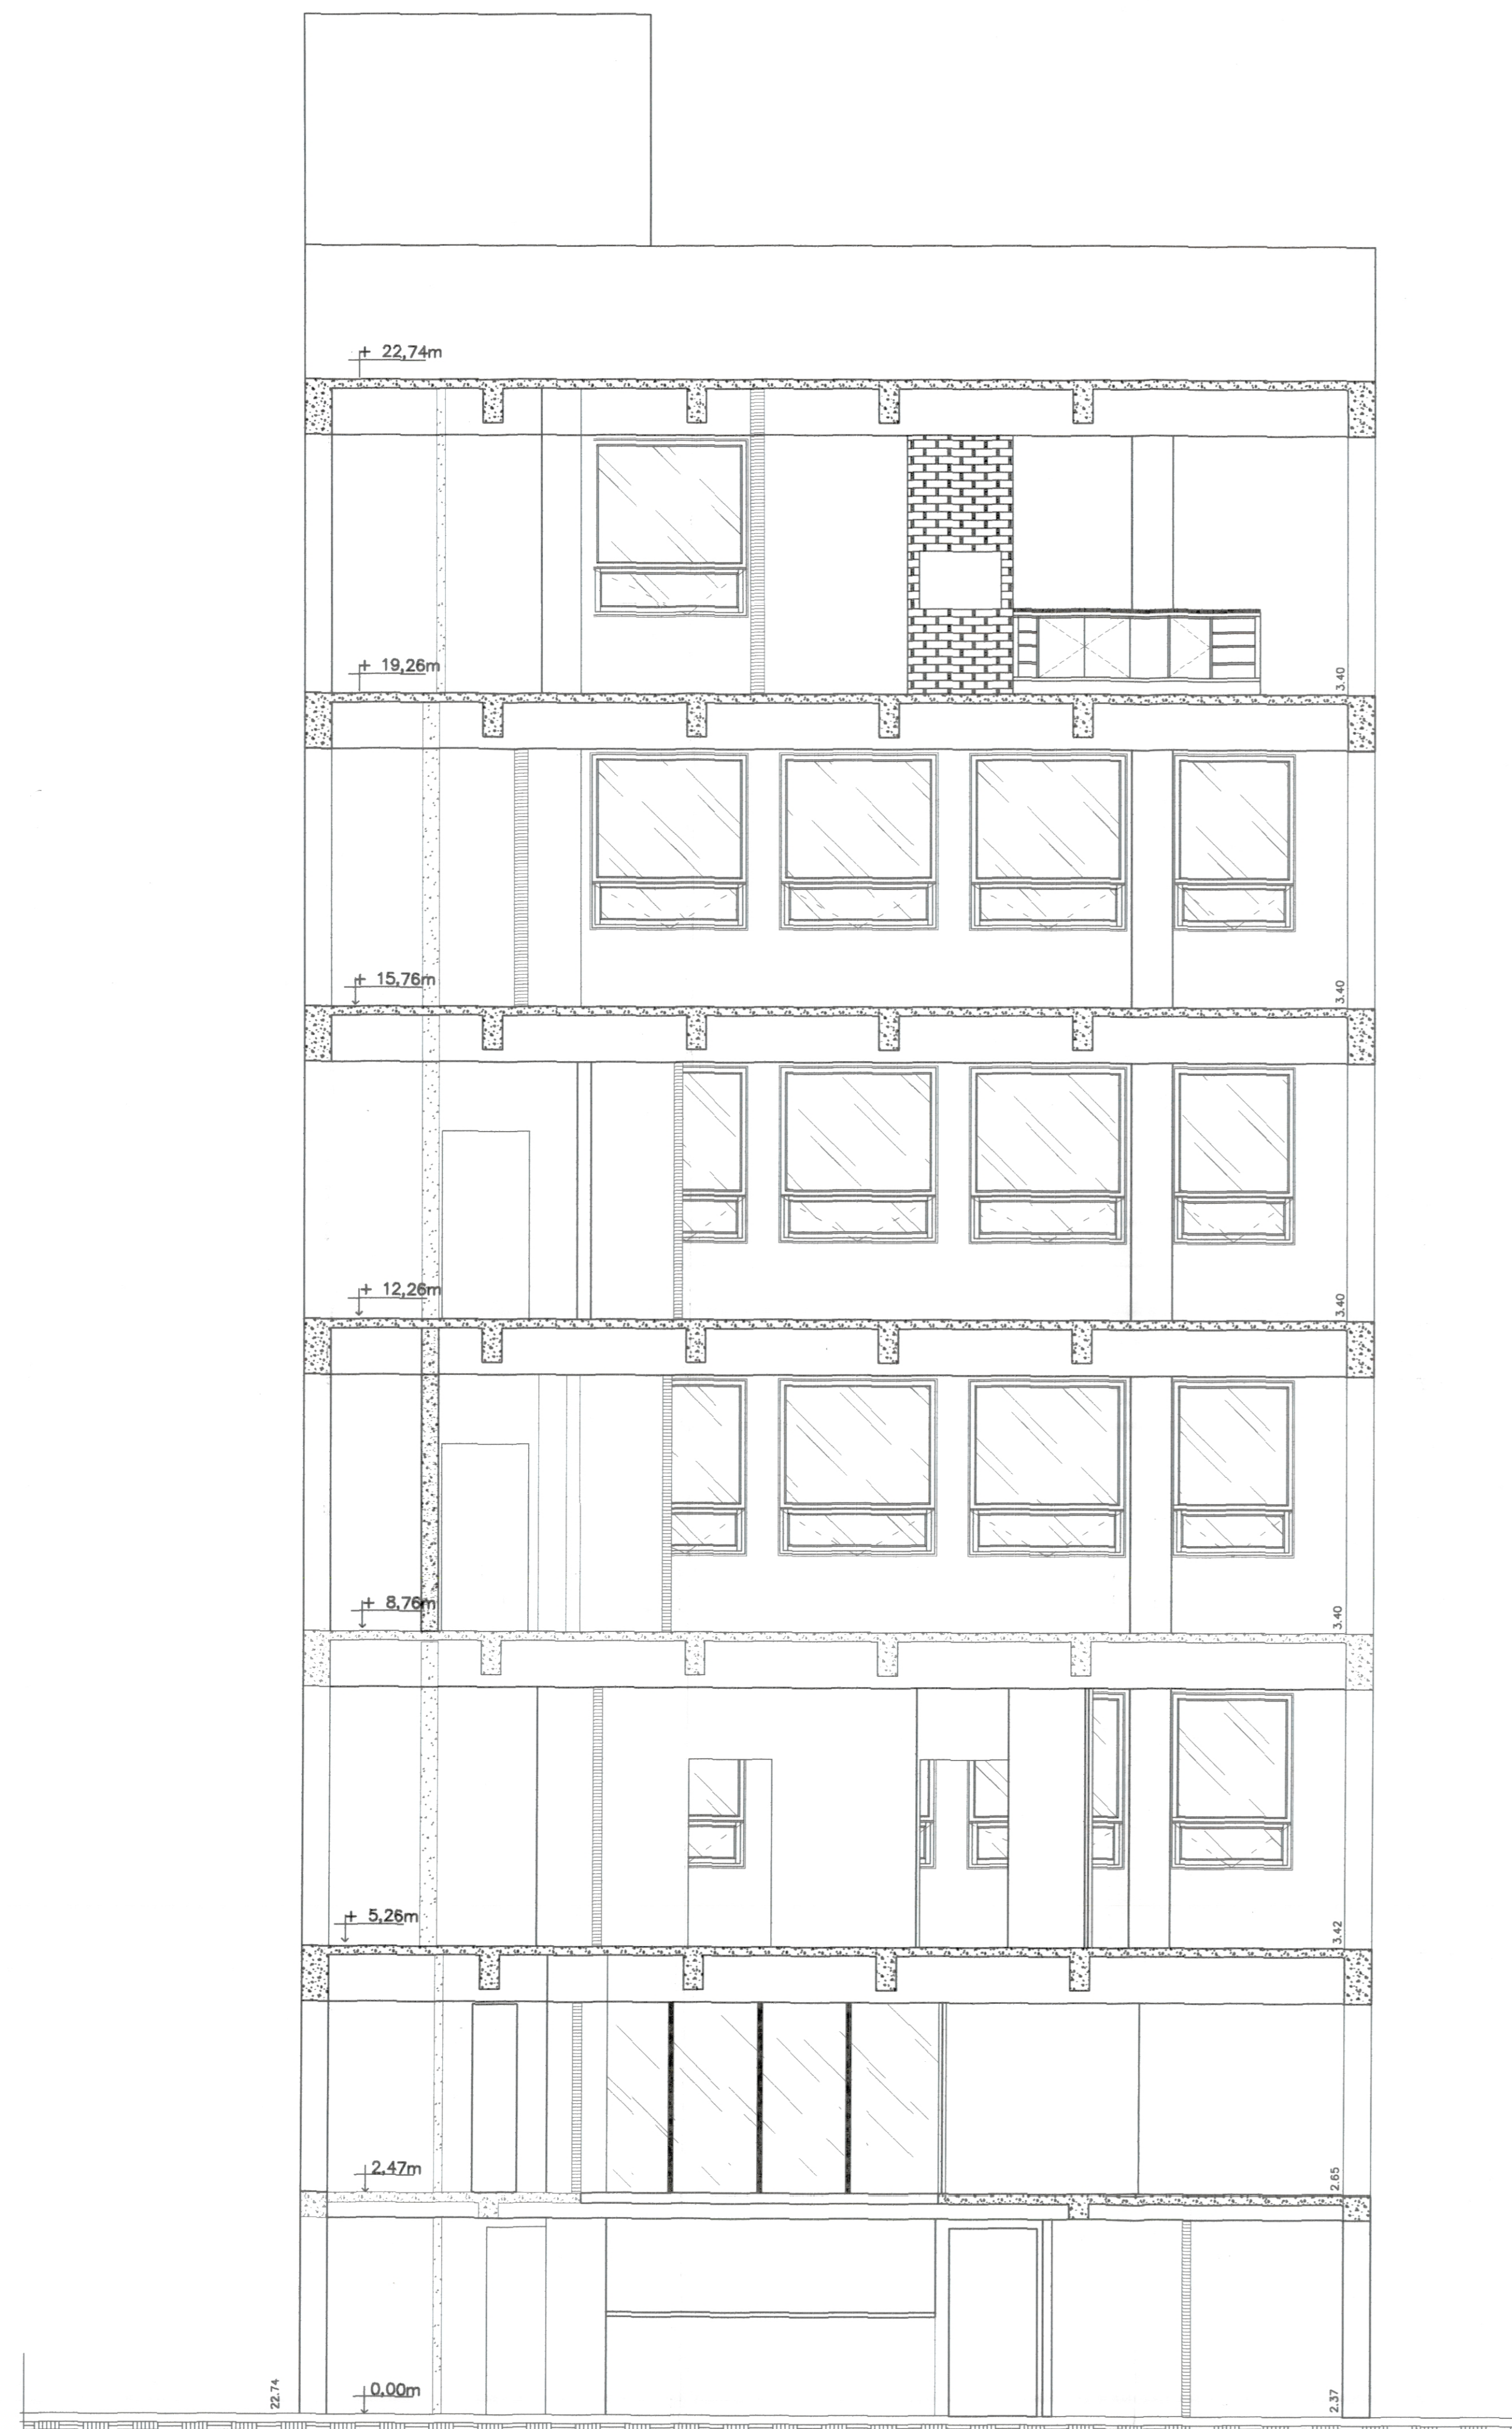 + 22,74m
+ 19,26m
3.40
+ 15,76m
3.40
+ 12,26m
3.40
+ 8,76m
3.40
+ 5,26m
3.42
2,47m
2.65
0,00m
22.74
2.37